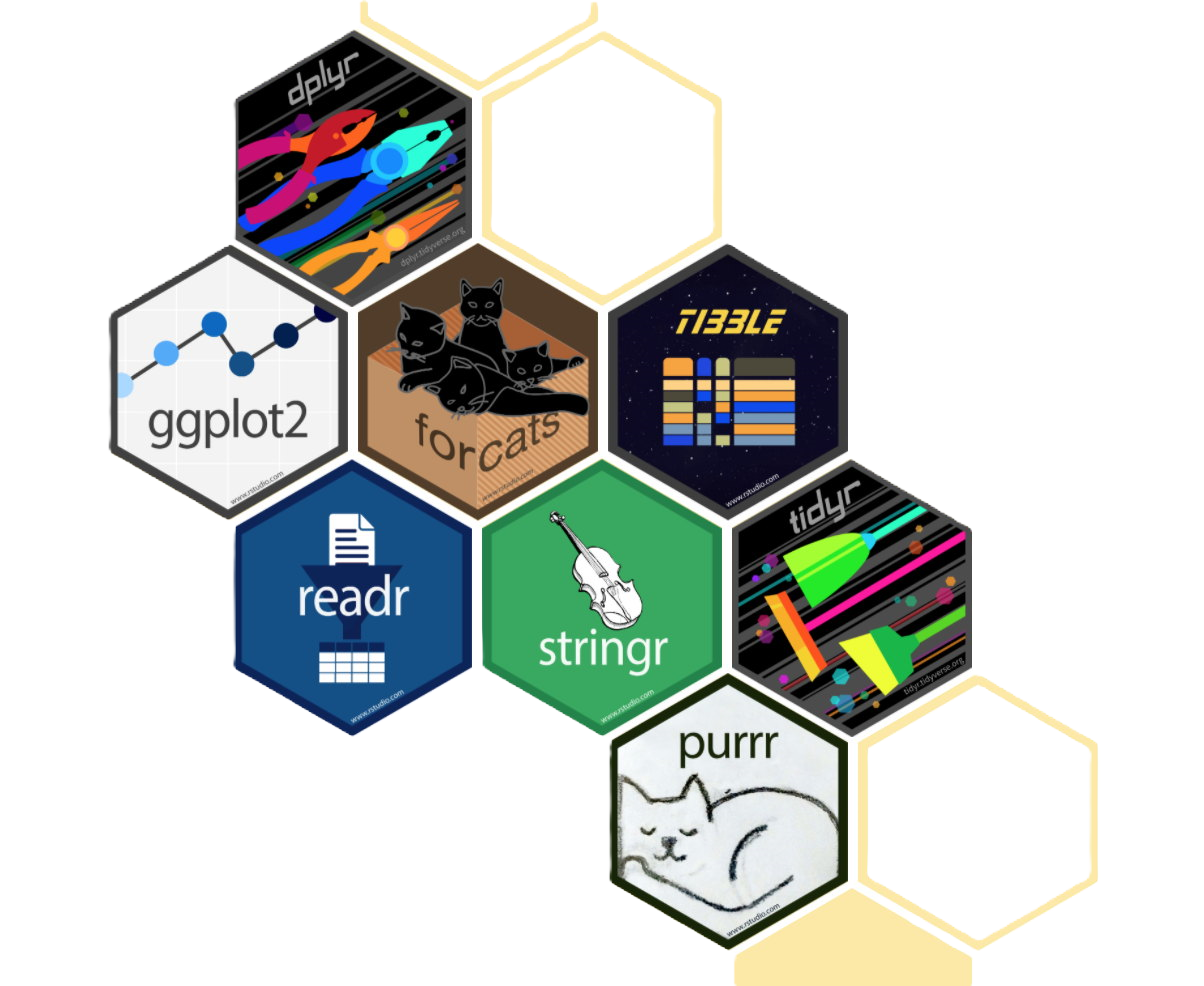 dplyr
dplyr.tidyverse.org
ggplot2
www.rstudio.com
forcats
www.rstudio.com
TIBBLE
www.rstudio.com
readr
www.rstudio.com
stringr
www.rstudio.com
tidyr
tidyr.tidyverse.org
purrr
www.rstudio.com